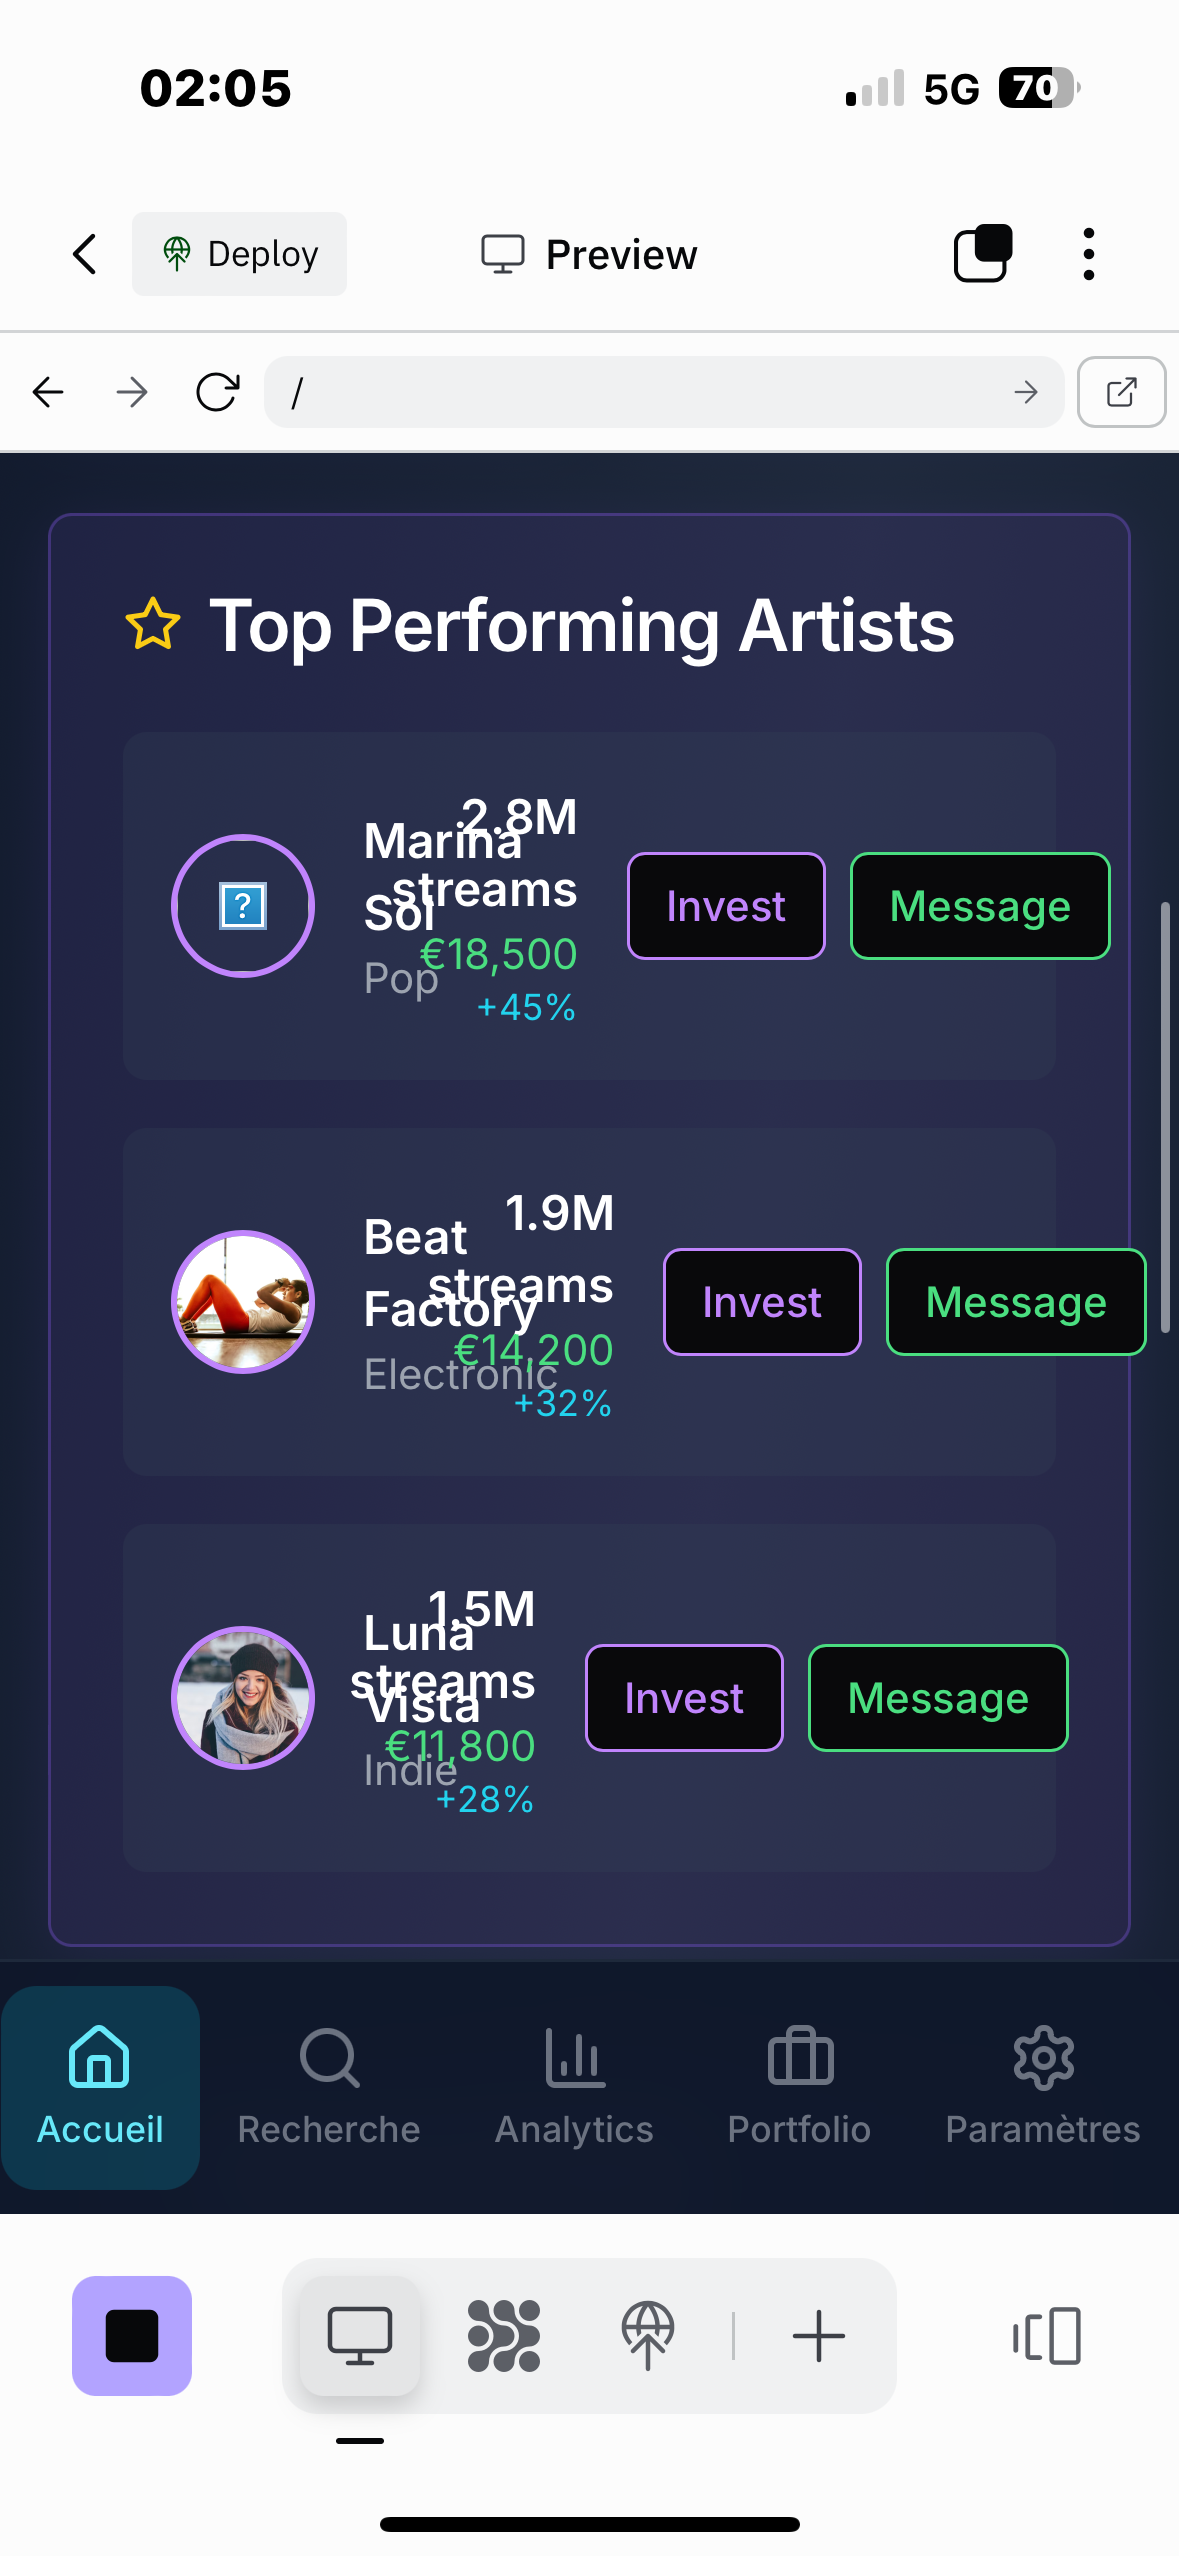 02:05
5G 70
Deploy
Preview
/
Top Performing Artists
Marina
Sol
Pop
2.8M
streams
€18,500
+45%
Invest
Message
Beat
Factory
Electronic
1.9M
streams
€14,200
+32%
Invest
Message
Luna
Vista
Indie
1.5M
streams
€11,800
+28%
Invest
Message
Accueil
Recherche
Analytics
Portfolio
Paramètres